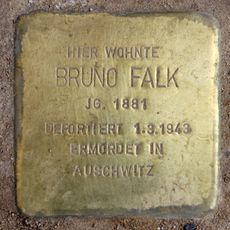 HIER WOHNTE
BRUNO FALK
JG. 1881
DEPORTIERT 1.3.1943
ERMORDET IN
AUSCHWITZ